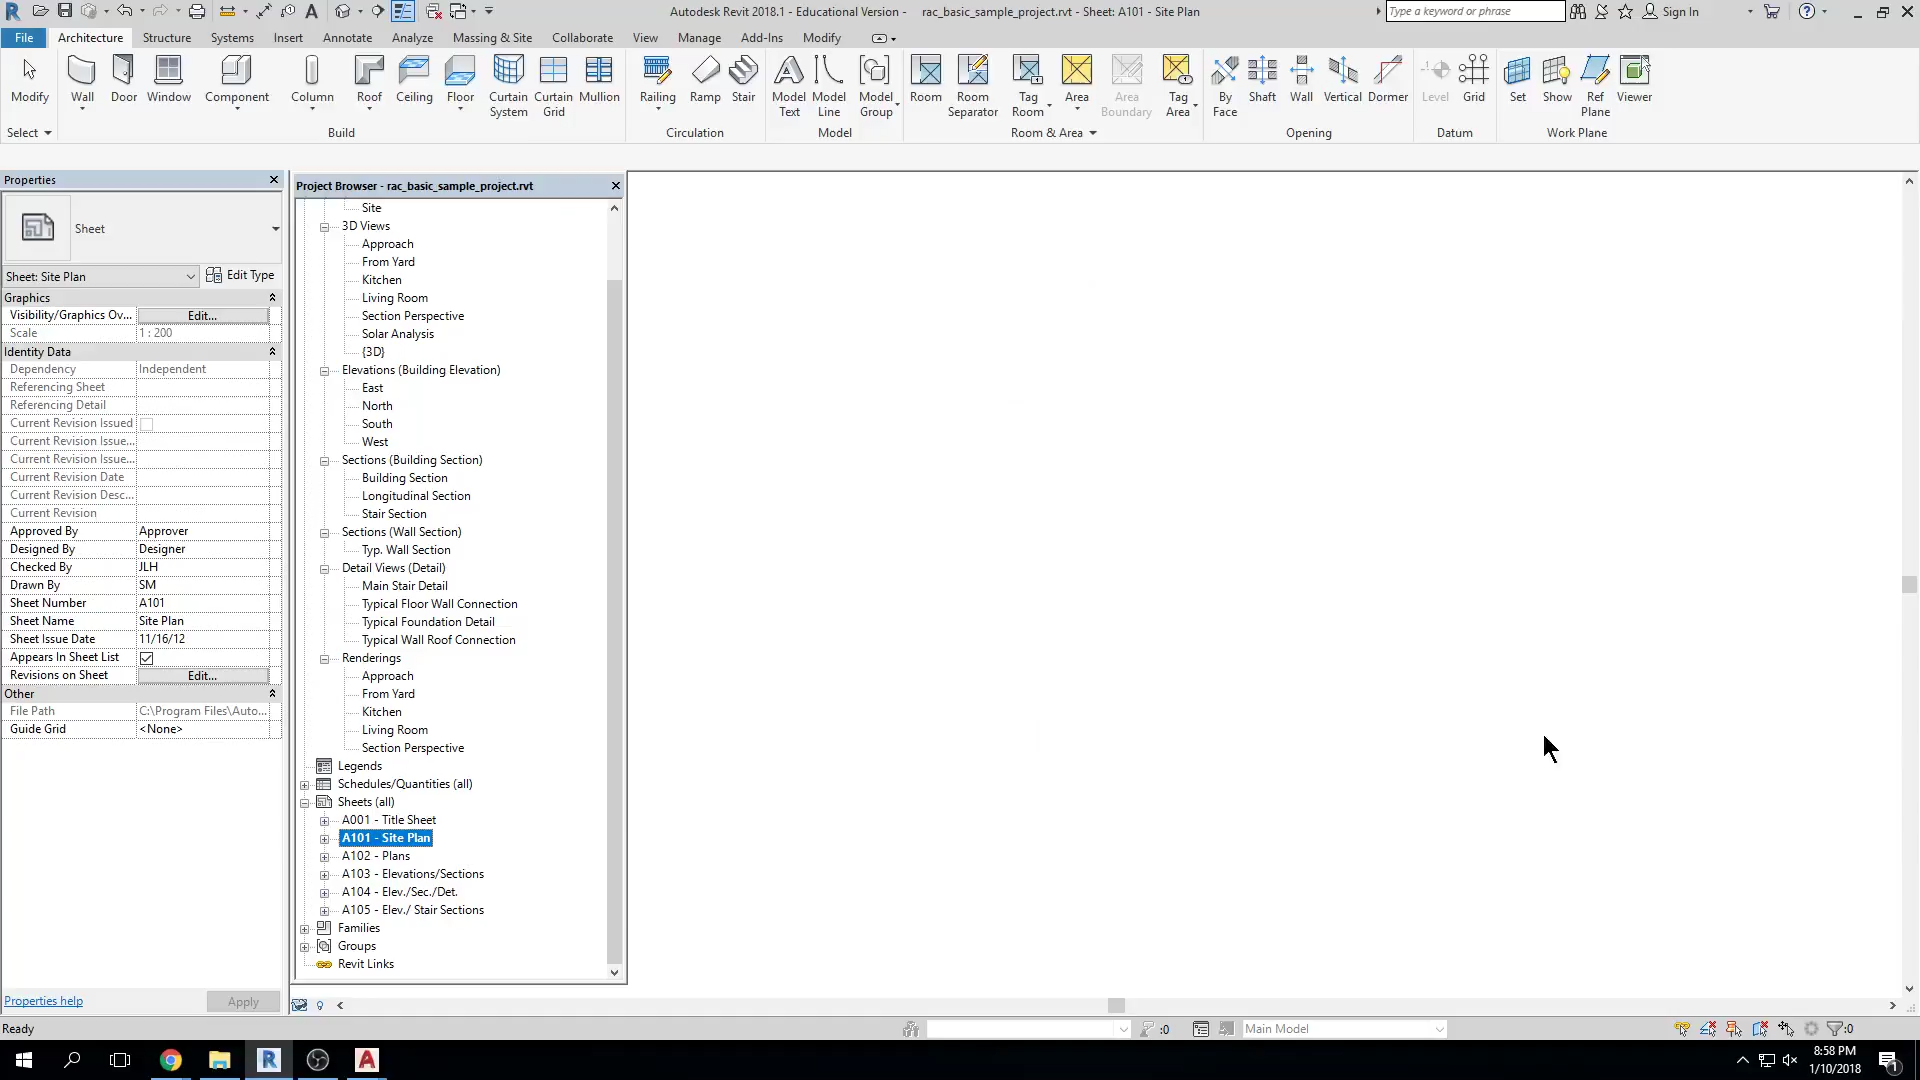 Autodesk Revit 2018.1 - Educational Version - rac_basic_sample_project.rvt - Sheet: A101 - Site Plan
Type a keyword or phrase
Sign In
File Architecture Structure Systems Insert Annotate Analyze Massing & Site Collaborate View Manage Add-Ins Modify
Modify Wall Door Window Component Column Roof Ceiling Floor Curtain System Curtain Grid Mullion Railing Ramp Stair Model Text Model Line Model Group Room Room Separator Tag Room Area Area Boundary Tag Area By Face Shaft Wall Vertical Dormer Level Grid Set Show Ref Plane Viewer
Select Build Circulation Model Room & Area Opening Datum Work Plane
Properties
Sheet
Sheet: Site Plan Edit Type
Graphics
Visibility/Graphics Ov... Edit...
Scale 1 : 200
Identity Data
Dependency Independent
Referencing Sheet
Referencing Detail
Current Revision Issued
Current Revision Issue...
Current Revision Issue...
Current Revision Date
Current Revision Desc...
Current Revision
Approved By Approver
Designed By Designer
Checked By JLH
Drawn By SM
Sheet Number A101
Sheet Name Site Plan
Sheet Issue Date 11/16/12
Appears In Sheet List
Revisions on Sheet Edit...
Other
File Path C:\Program Files\Auto...
Guide Grid <None>
Properties help Apply
Project Browser - rac_basic_sample_project.rvt
Site
3D Views
Approach
From Yard
Kitchen
Living Room
Section Perspective
Solar Analysis
{3D}
Elevations (Building Elevation)
East
North
South
West
Sections (Building Section)
Building Section
Longitudinal Section
Stair Section
Sections (Wall Section)
Typ. Wall Section
Detail Views (Detail)
Main Stair Detail
Typical Floor Wall Connection
Typical Foundation Detail
Typical Wall Roof Connection
Renderings
Approach
From Yard
Kitchen
Living Room
Section Perspective
Legends
Schedules/Quantities (all)
Sheets (all)
A001 - Title Sheet
A101 - Site Plan
A102 - Plans
A103 - Elevations/Sections
A104 - Elev./Sec./Det.
A105 - Elev./ Stair Sections
Families
Groups
Revit Links
Ready
:0
Main Model
:0
8:58 PM
1/10/2018
1